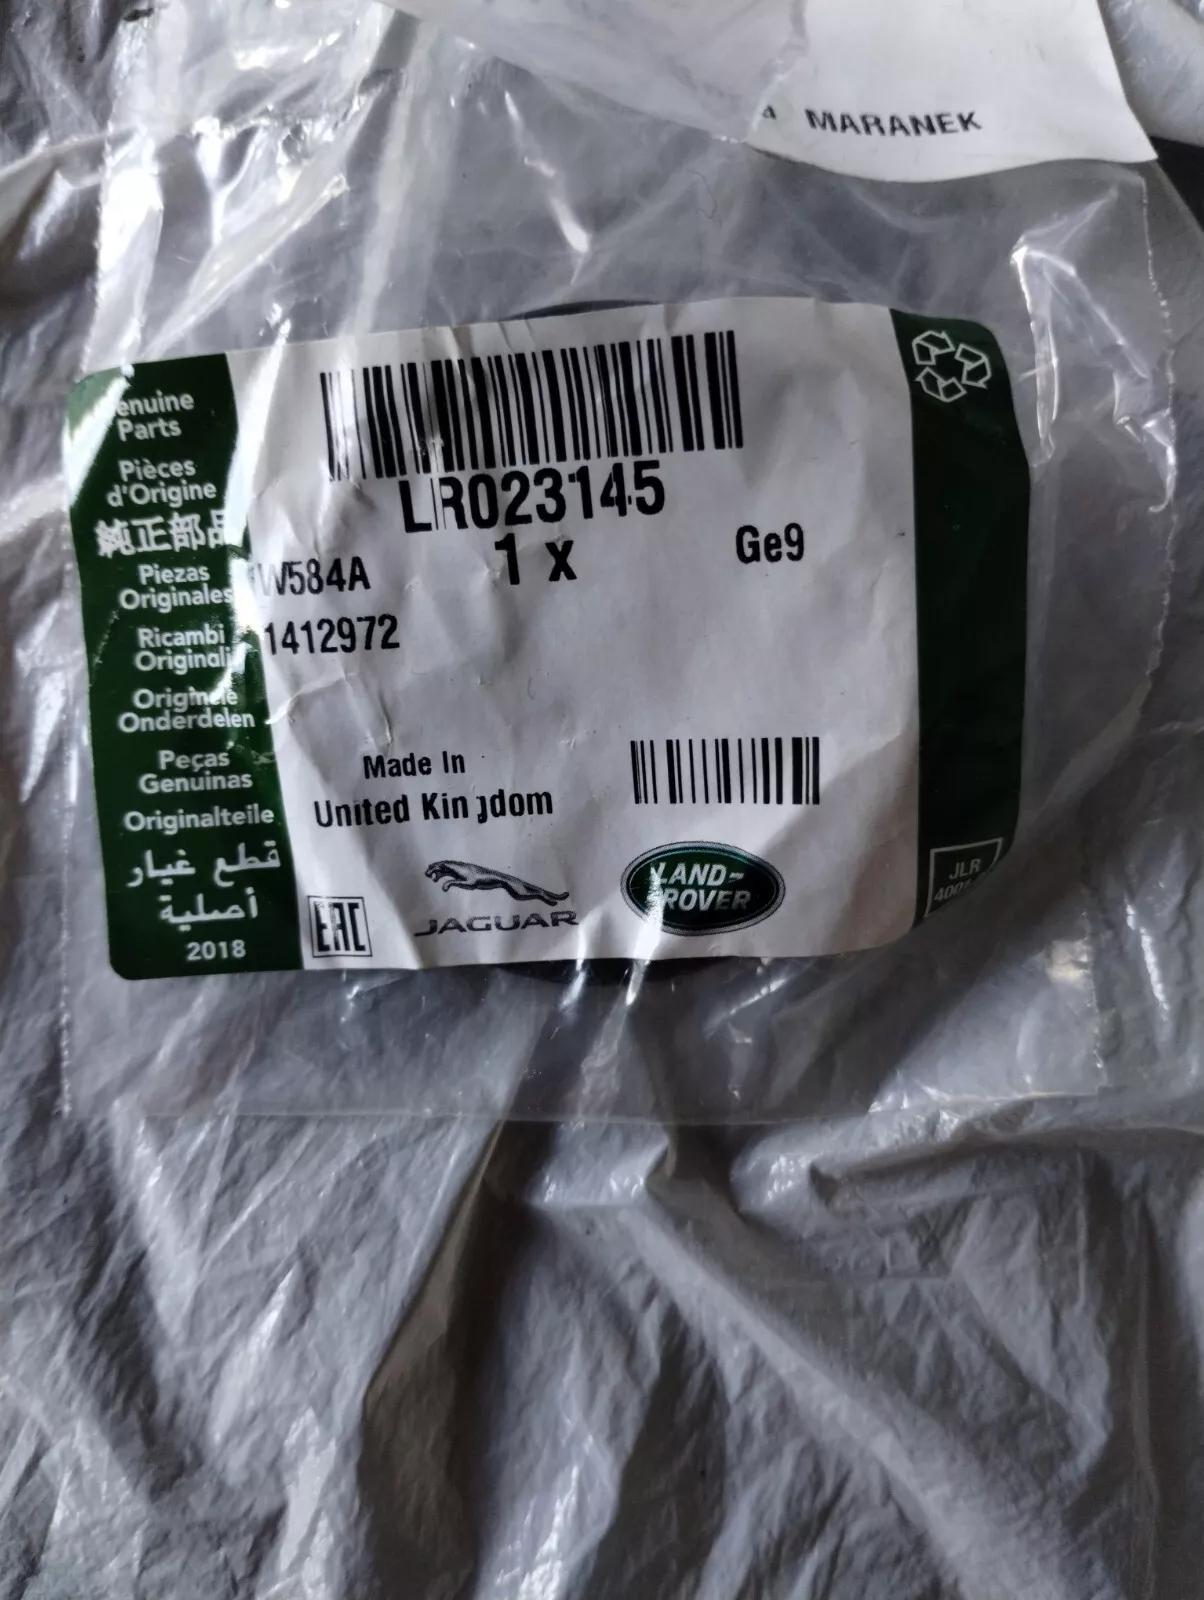 MARANEK
enuine
Parts
Pièces
d'Origine
純正部品
Piezas
Originales
Ricambi
Originali
Originele
Onderdelen
Peças
Genuinas
Originalteile
قطع غيار
أصلية
2018
LR023145
1 x
Ge9
W584A
1412972
Made In
United Kingdom
EAC
JAGUAR
LAND-
ROVER
JLR